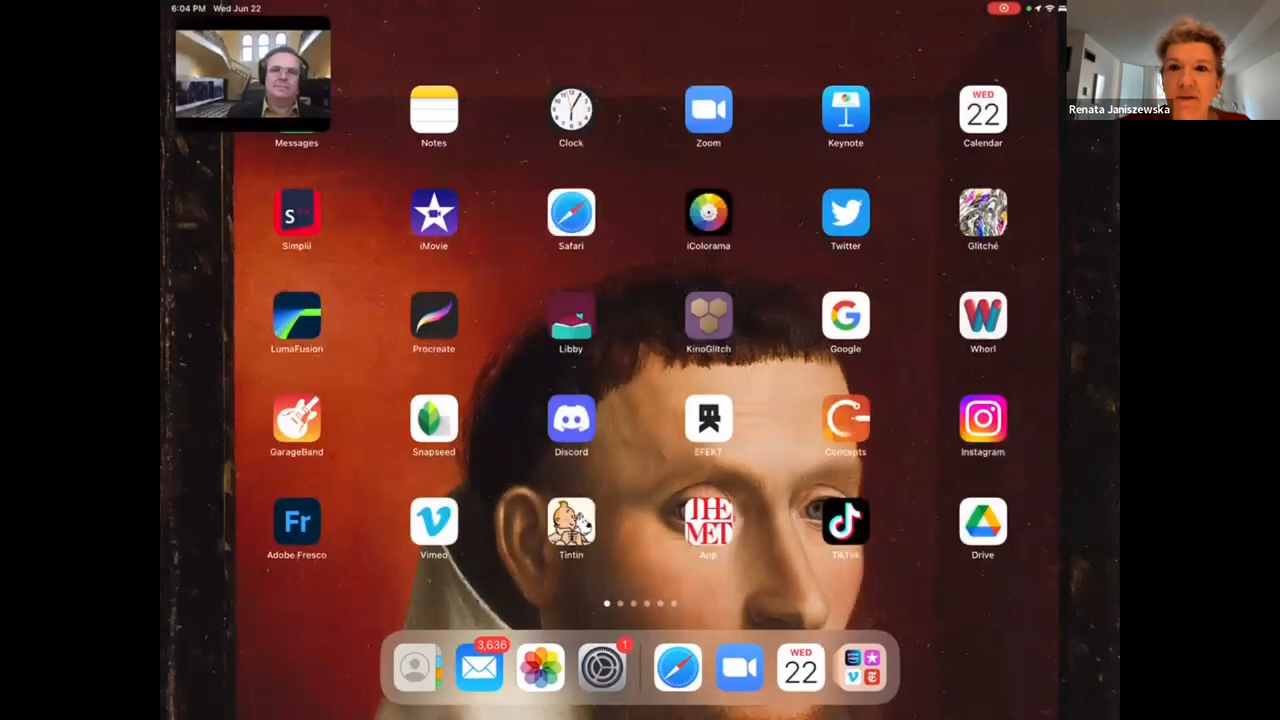 6:04 PM Wed Jun 22
Renata Janiszewska
Messages
Notes
Clock
Zoom
Keynote
WED
22
Calendar
S
Simplii
iMovie
Safari
iColorama
Twitter
Glitché
LumaFusion
Procreate
Libby
KinoGlitch
Google
Whorl
GarageBand
Snapseed
Discord
EFEKT
Concepts
Instagram
Fr
Adobe Fresco
Vimeo
Tintin
THE
MET
App
TikTok
Drive
3,636
1
WED
22